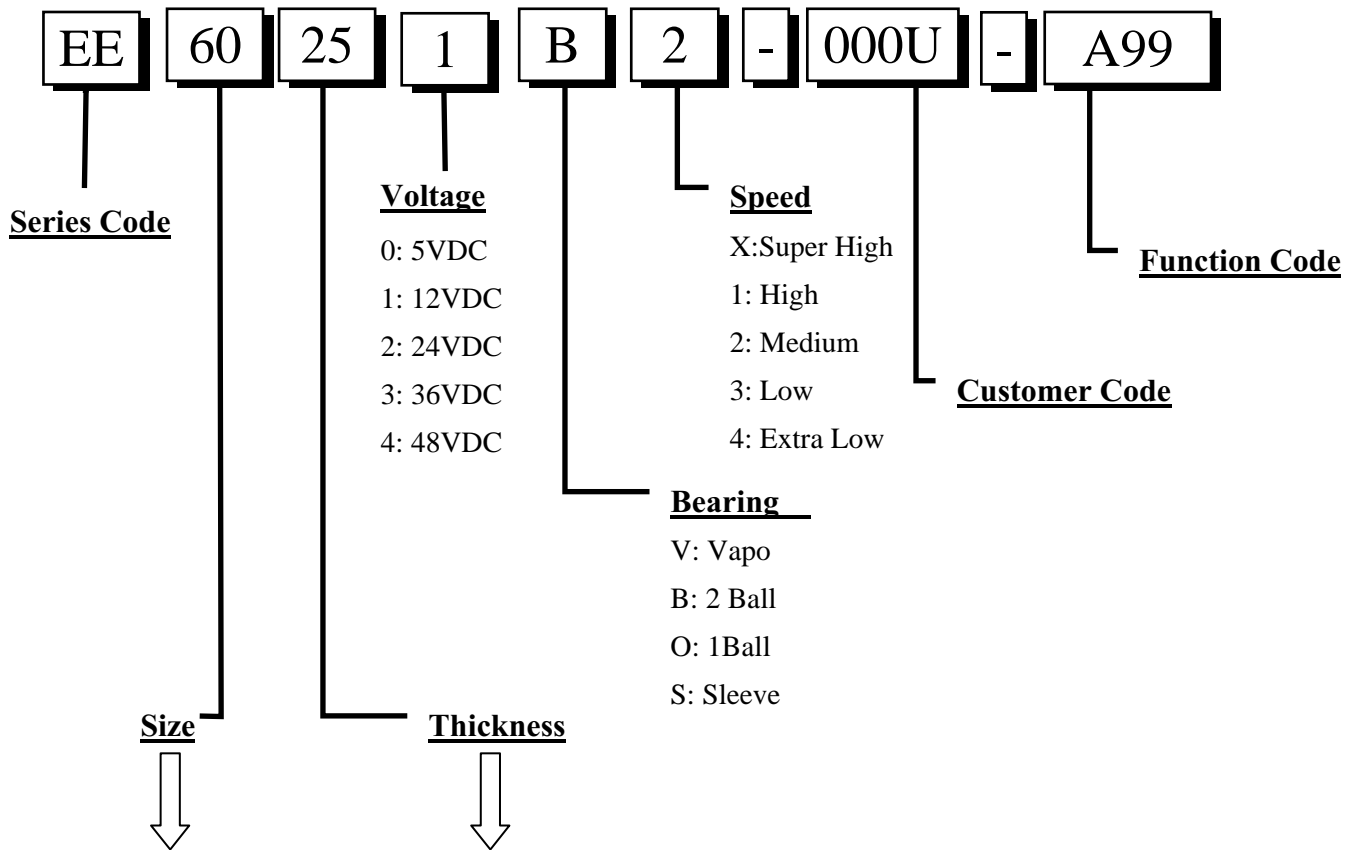 EE 60 25 1 B 2 - 000U - A99
Series Code
Voltage
0: 5VDC
1: 12VDC
2: 24VDC
3: 36VDC
4: 48VDC
Speed
X:Super High
1: High
2: Medium
3: Low
4: Extra Low
Function Code
Customer Code
Bearing
V: Vapo
B: 2 Ball
O: 1Ball
S: Sleeve
Size
Thickness